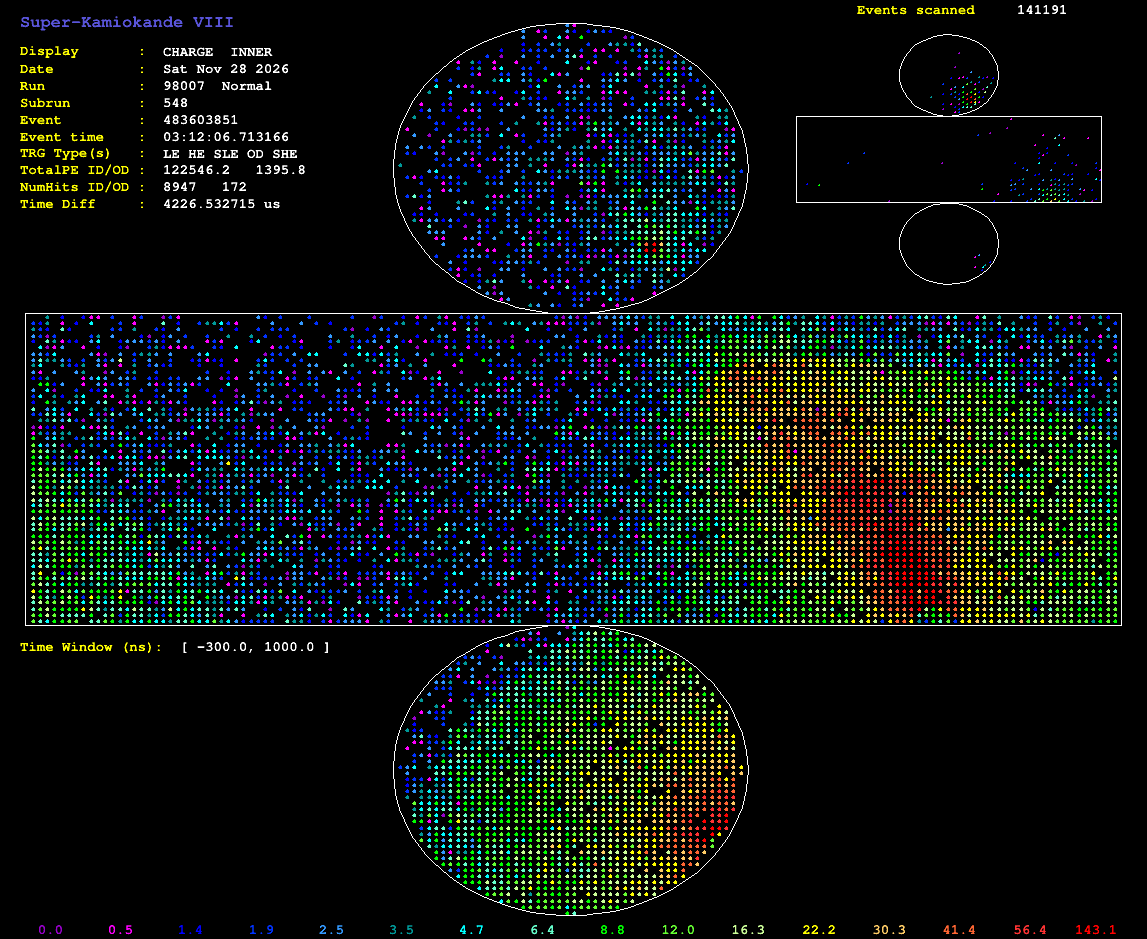 Super-Kamiokande VIII
Events scanned 141191
Display : CHARGE INNER
Date : Sat Nov 28 2026
Run : 98007 Normal
Subrun : 548
Event : 483603851
Event time : 03:12:06.713166
TRG Type(s) : LE HE SLE OD SHE
TotalPE ID/OD : 122546.2 1395.8
NumHits ID/OD : 8947 172
Time Diff : 4226.532715 us
Time Window (ns): [ -300.0, 1000.0 ]
0.0 0.5 1.4 1.9 2.5 3.5 4.7 6.4 8.8 12.0 16.3 22.2 30.3 41.4 56.4 143.1